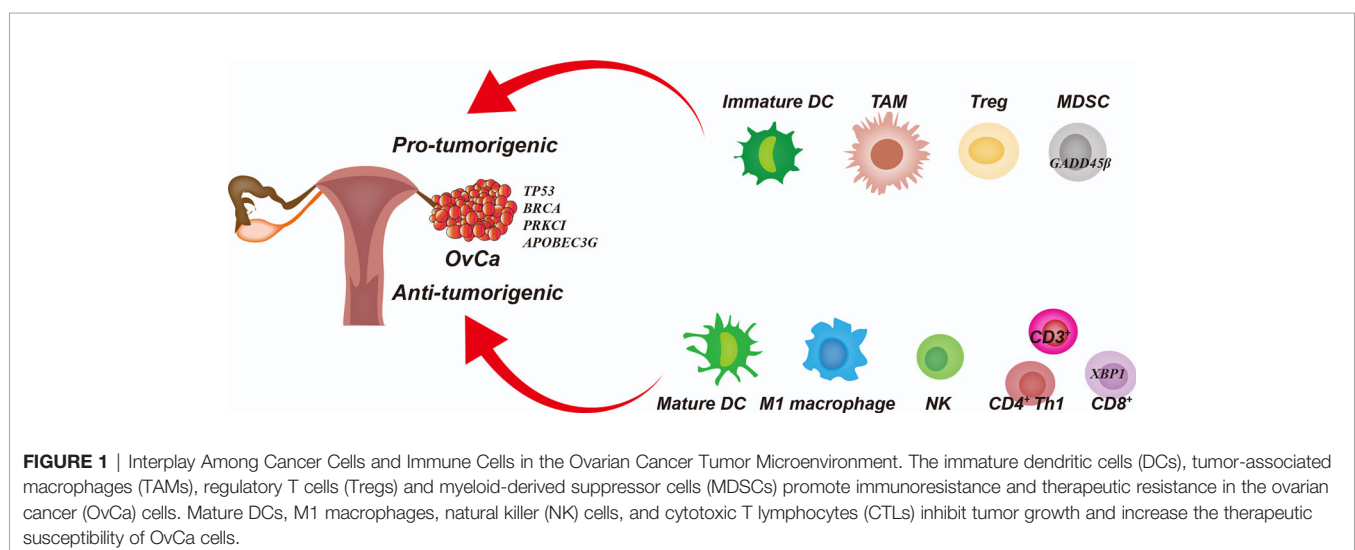 Immature DC TAM Treg MDSC
GADD45β
Pro-tumorigenic
TP53
BRCA
PRKCI
APOBEC3G
OvCa
Anti-tumorigenic
CD3⁺
XBP1
Mature DC M1 macrophage NK CD4⁺ Th1 CD8⁺
FIGURE 1 | Interplay Among Cancer Cells and Immune Cells in the Ovarian Cancer Tumor Microenvironment. The immature dendritic cells (DCs), tumor-associated
macrophages (TAMs), regulatory T cells (Tregs) and myeloid-derived suppressor cells (MDSCs) promote immunoresistance and therapeutic resistance in the ovarian
cancer (OvCa) cells. Mature DCs, M1 macrophages, natural killer (NK) cells, and cytotoxic T lymphocytes (CTLs) inhibit tumor growth and increase the therapeutic
susceptibility of OvCa cells.